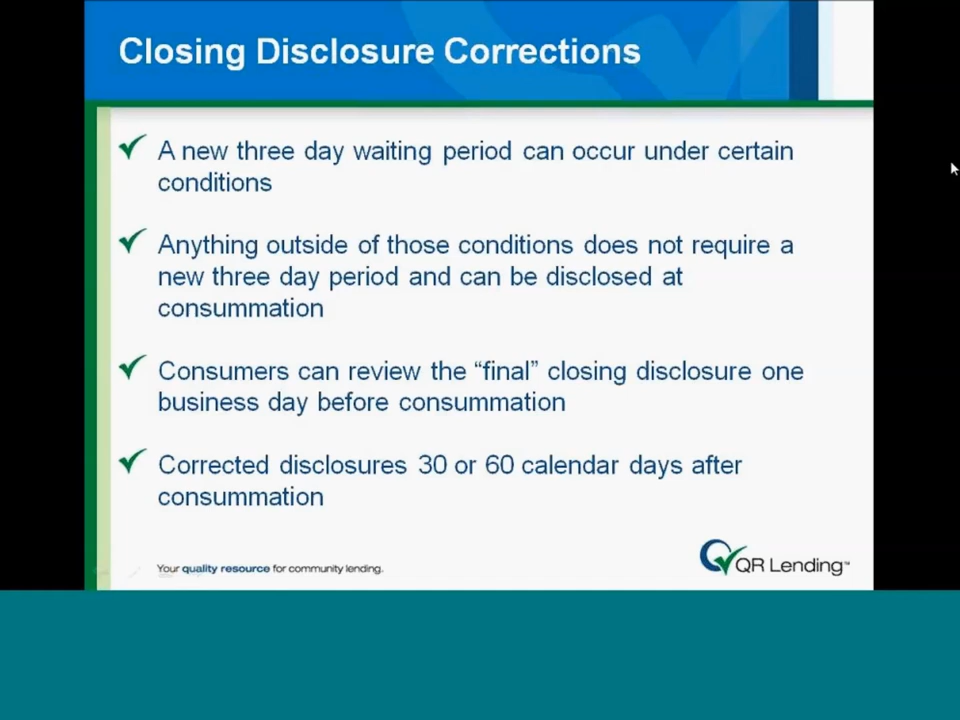 Closing Disclosure Corrections
A new three day waiting period can occur under certain
conditions
Anything outside of those conditions does not require a
new three day period and can be disclosed at
consummation
Consumers can review the “final” closing disclosure one
business day before consummation
Corrected disclosures 30 or 60 calendar days after
consummation
Your quality resource for community lending.
QR Lending™